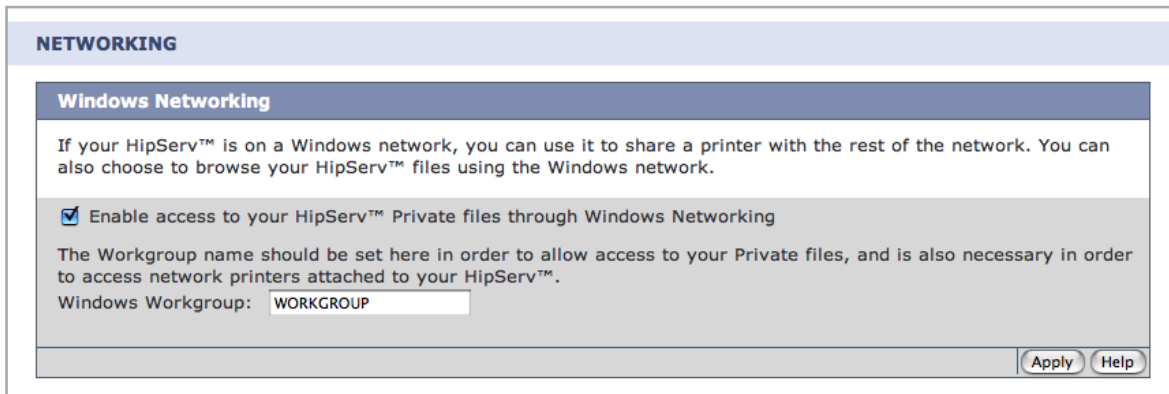 NETWORKING
Windows Networking
If your HipServ™ is on a Windows network, you can use it to share a printer with the rest of the network. You can
also choose to browse your HipServ™ files using the Windows network.
Enable access to your HipServ™ Private files through Windows Networking
The Workgroup name should be set here in order to allow access to your Private files, and is also necessary in order
to access network printers attached to your HipServ™.
Windows Workgroup: WORKGROUP
Apply Help